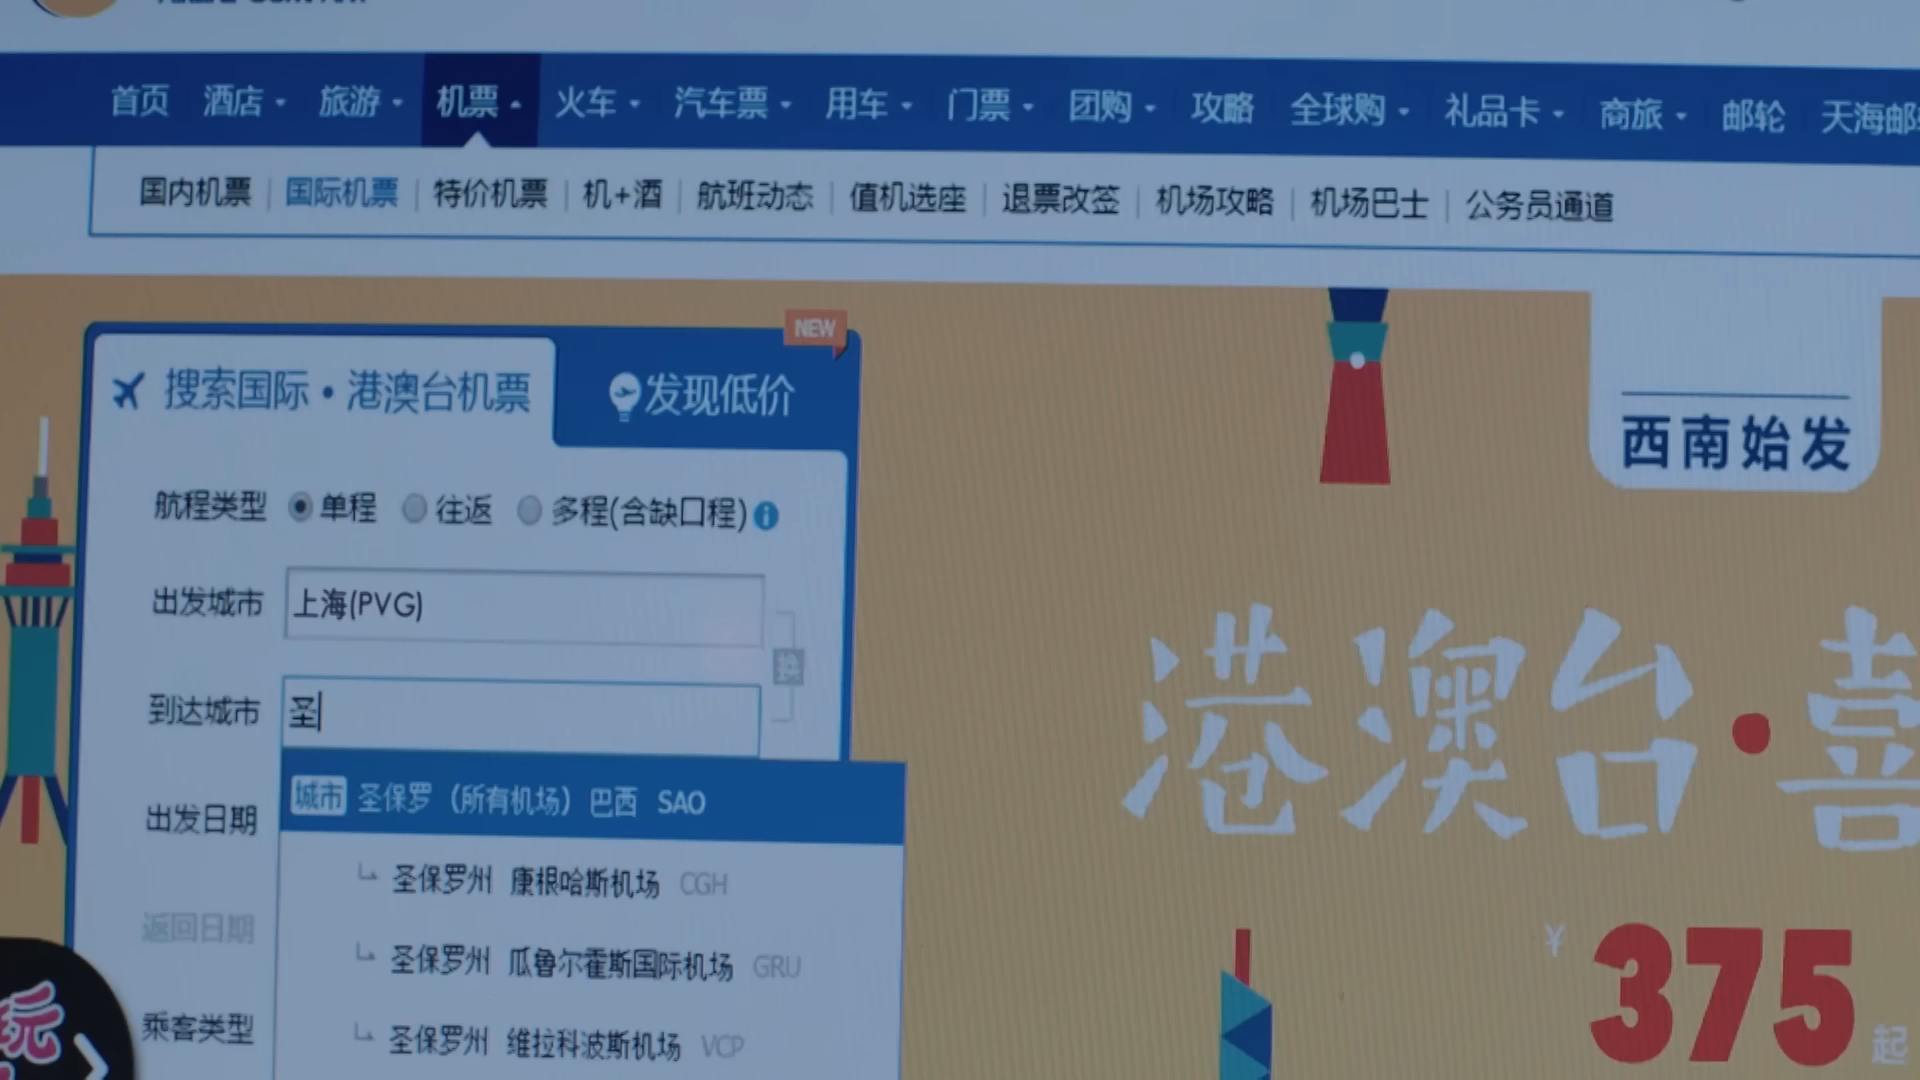 首页 酒店 旅游 机票 火车 汽车票 用车 门票 团购 攻略 全球购 礼品卡 商旅 邮轮 天海邮
国内机票 国际机票 特价机票 机+酒 航班动态 值机选座 退票改签 机场攻略 机场巴士 公务员通道
NEW
搜索国际·港澳台机票 发现低价
西南始发
航程类型 单程 往返 多程(含缺口程)
出发城市 上海(PVG)
换
到达城市 圣
港澳台·喜
城市 圣保罗（所有机场）巴西 SAO
出发日期
圣保罗州 康根哈斯机场 CGH
返回日期
圣保罗州 瓜鲁尔霍斯国际机场 GRU
¥375起
乘客类型
圣保罗州 维拉科波斯机场 VCP
玩